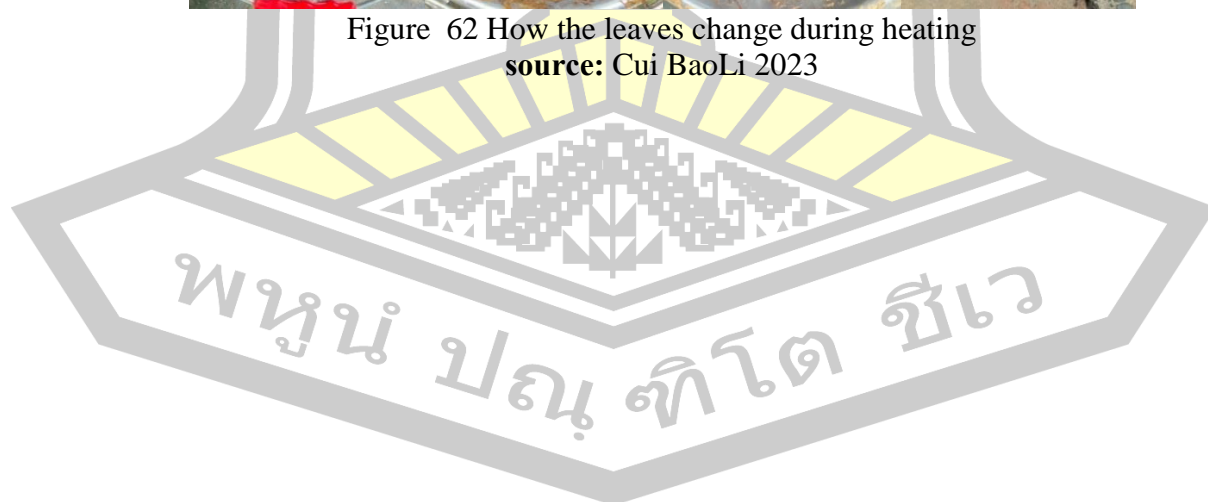 Figure 62 How the leaves change during heating
source: Cui BaoLi 2023
พหูนํ ปณฺ ฑิโต ชีเว